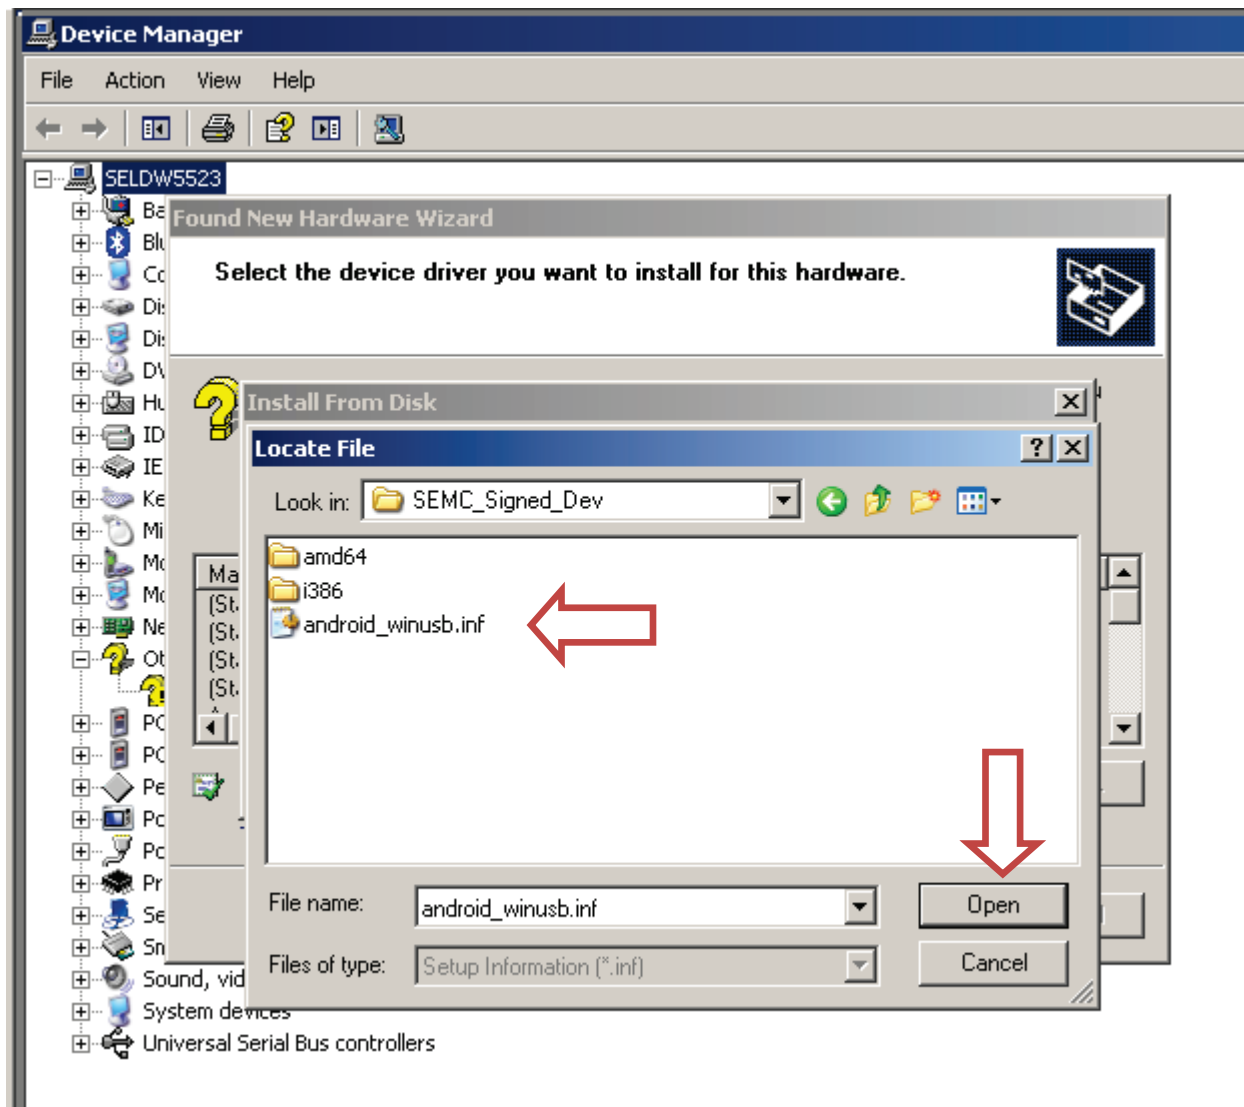 Device Manager
File Action View Help
SELDW5523
Found New Hardware Wizard
Select the device driver you want to install for this hardware.
Install From Disk
Locate File
Look in: SEMC_Signed_Dev
amd64
i386
android_winusb.inf
File name: android_winusb.inf
Open
Files of type: Setup Information (*.inf)
Cancel
Sound, vid
System devices
Universal Serial Bus controllers